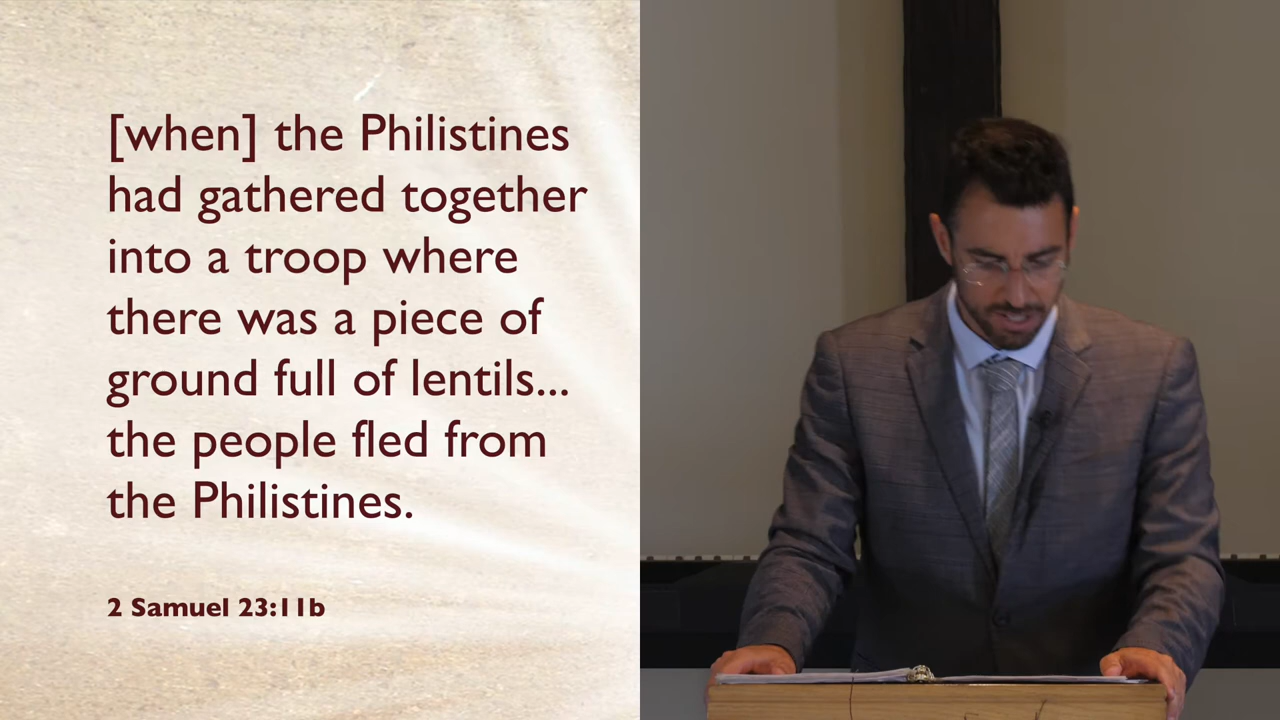 [when] the Philistines
had gathered together
into a troop where
there was a piece of
ground full of lentils...
the people fled from
the Philistines.
2 Samuel 23:11b